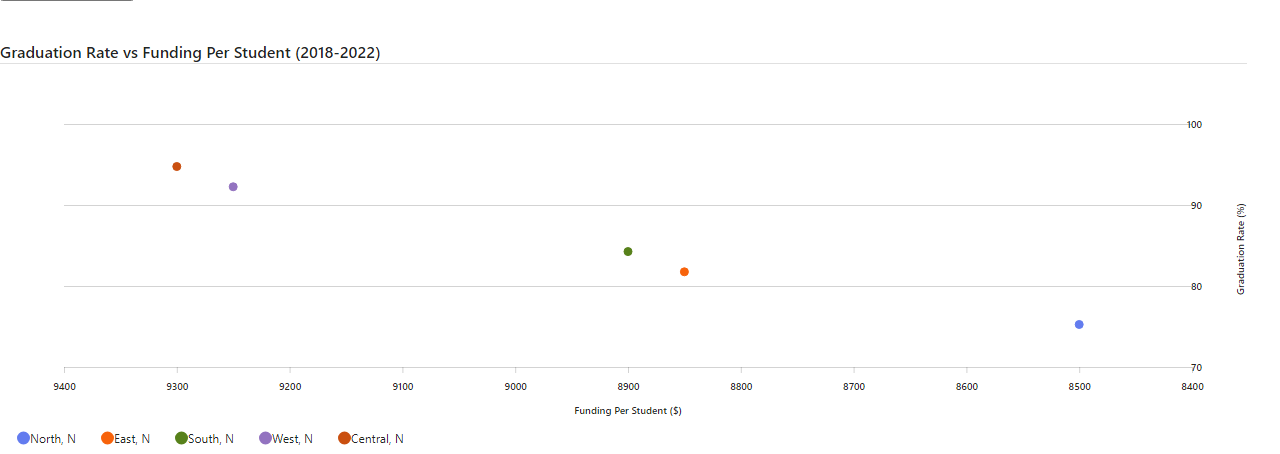 Graduation Rate vs Funding Per Student (2018-2022)
100
90
80
70
Graduation Rate (%)
9400 9300 9200 9100 9000 8900 8800 8700 8600 8500 8400
Funding Per Student ($)
North, N East, N South, N West, N Central, N